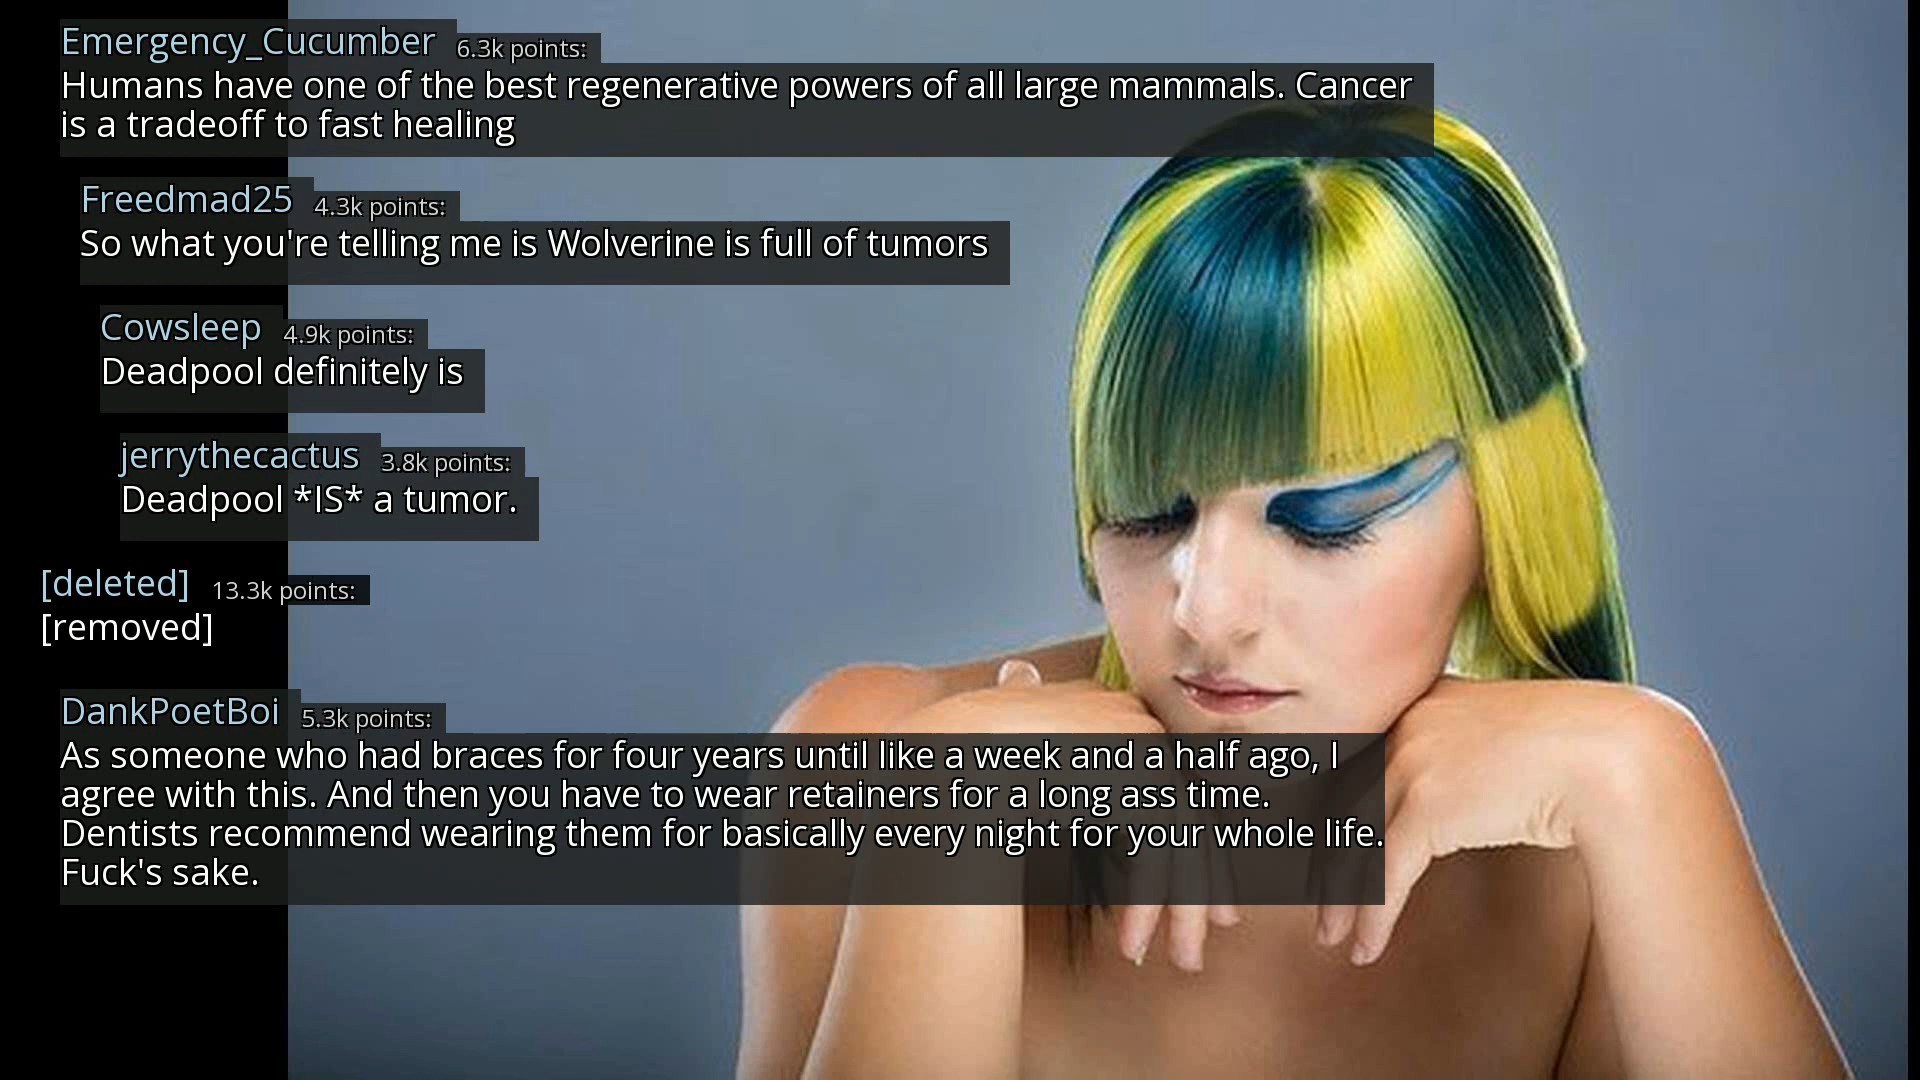 Emergency_Cucumber 6.3k points:
Humans have one of the best regenerative powers of all large mammals. Cancer
is a tradeoff to fast healing
Freedmad25 4.3k points:
So what you're telling me is Wolverine is full of tumors
Cowsleep 4.9k points:
Deadpool definitely is
jerrythecactus 3.8k points:
Deadpool *IS* a tumor.
[deleted] 13.3k points:
[removed]
DankPoetBoi 5.3k points:
As someone who had braces for four years until like a week and a half ago, I
agree with this. And then you have to wear retainers for a long ass time.
Dentists recommend wearing them for basically every night for your whole life.
Fuck's sake.